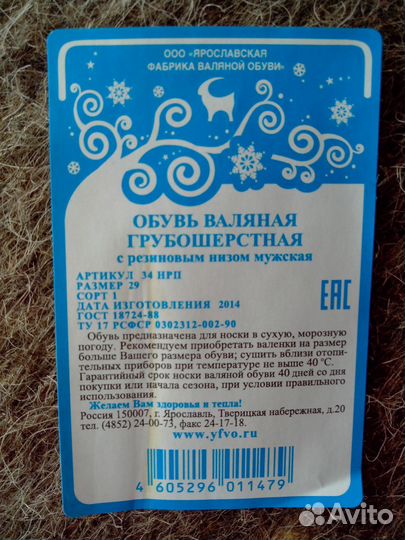 ООО «ЯРОСЛАВСКАЯ
ФАБРИКА ВАЛЯНОЙ ОБУВИ»
ОБУВЬ ВАЛЯНАЯ
ГРУБОШЕРСТНАЯ
с резиновым низом мужская
АРТИКУЛ 34 НРП
РАЗМЕР 29
СОРТ 1
ДАТА ИЗГОТОВЛЕНИЯ 2014
ГОСТ 18724-88
ТУ 17 РСФСР 0302312-002-90
ЕАС
Обувь предназначена для носки в сухую, морозную
погоду. Рекомендуем приобретать валенки на размер
больше Вашего размера обуви; сушить вблизи отопи-
тельных приборов при температуре не выше 40 °С.
Гарантийный срок носки валяной обуви 40 дней со дня
покупки или начала сезона, при условии правильного
использования.
Желаем Вам здоровья и тепла!
Россия 150007, г. Ярославль, Тверицкая набережная, д.20
тел. (4852) 24-00-73, факс 24-17-18.
www.yfvo.ru
4 605296 011479
Avito